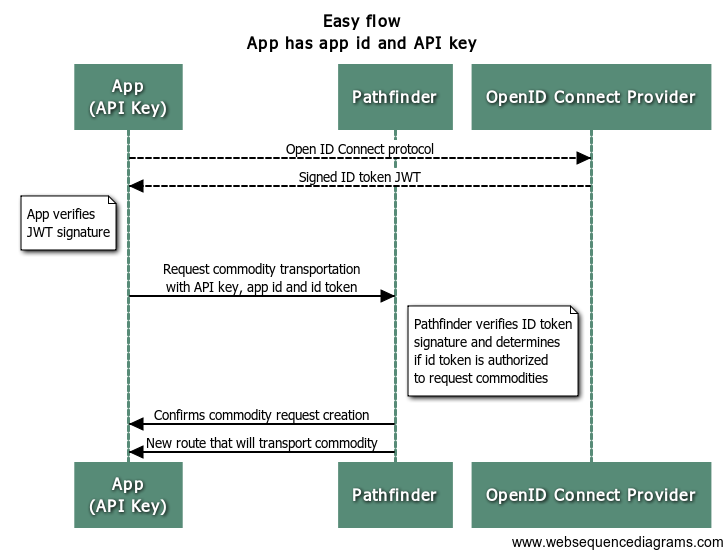 Easy flow
App has app id and API key
App
(API Key)
Pathfinder
OpenID Connect Provider
Open ID Connect protocol
Signed ID token JWT
App verifies
JWT signature
Request commodity transportation
with API key, app id and id token
Pathfinder verifies ID token
signature and determines
if id token is authorized
to request commodities
Confirms commodity request creation
New route that will transport commodity
App
(API Key)
Pathfinder
OpenID Connect Provider
www.websequencediagrams.com